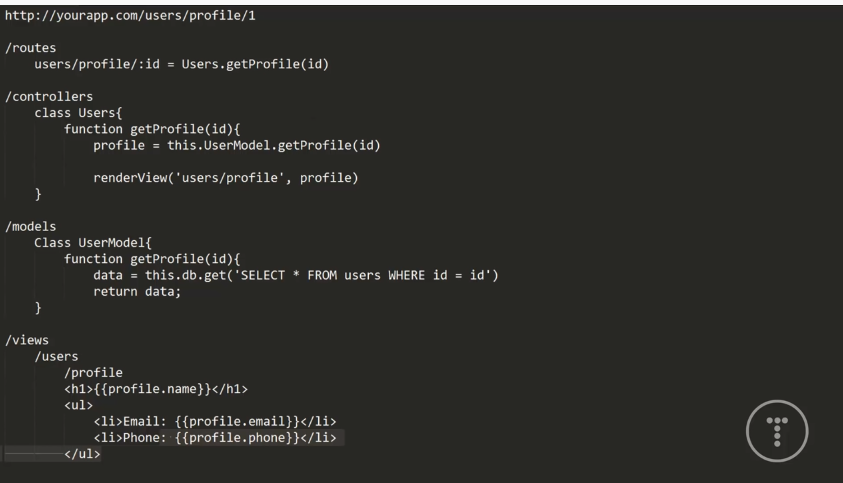 http://yourapp.com/users/profile/1
/routes
users/profile/:id = Users.getProfile(id)
/controllers
class Users{
function getProfile(id){
profile = this.UserModel.getProfile(id)
renderView('users/profile', profile)
}
/models
Class UserModel{
function getProfile(id){
data = this.db.get('SELECT * FROM users WHERE id = id')
return data;
}
/views
/users
/profile
<h1>{{profile.name}}</h1>
<ul>
<li>Email: {{profile.email}}</li>
<li>Phone: {{profile.phone}}</li>
</ul>